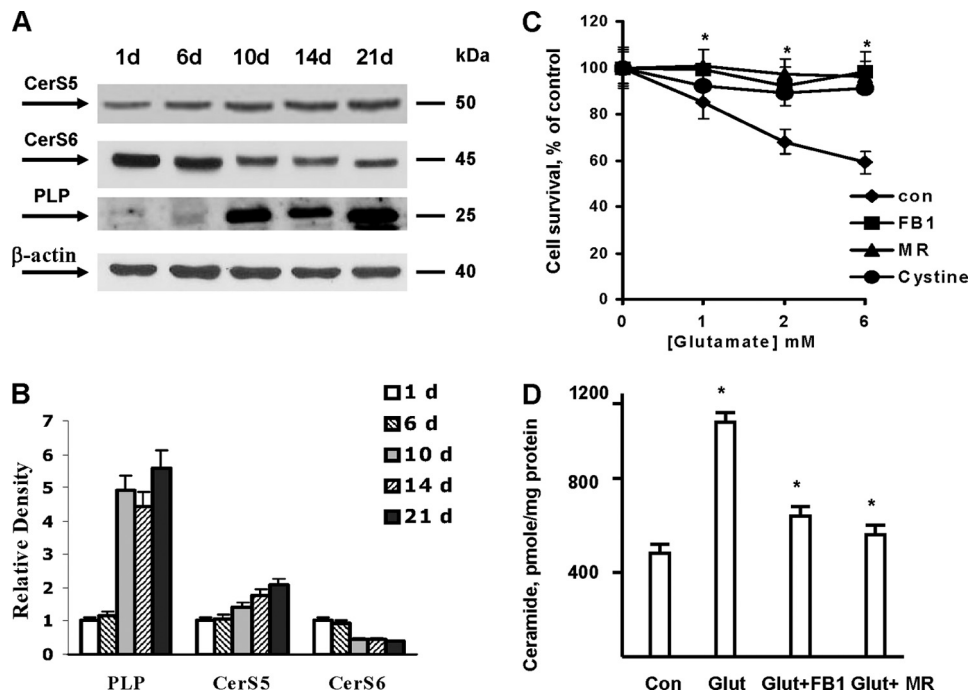 A
1d 6d 10d 14d 21d kDa
CerS5
50
CerS6
45
PLP
25
β-actin
40
B
1 d
6 d
10 d
14 d
21 d
Relative Density
7
6
5
4
3
2
1
0
PLP CerS5 CerS6
C
Cell survival, % of control
120
100
80
60
40
20
0
* * *
con
FB1
MR
Cystine
0 1 2 6
[Glutamate] mM
D
Ceramide, pmole/mg protein
1200
800
400
* * *
Con Glut Glut+FB1 Glut+ MR